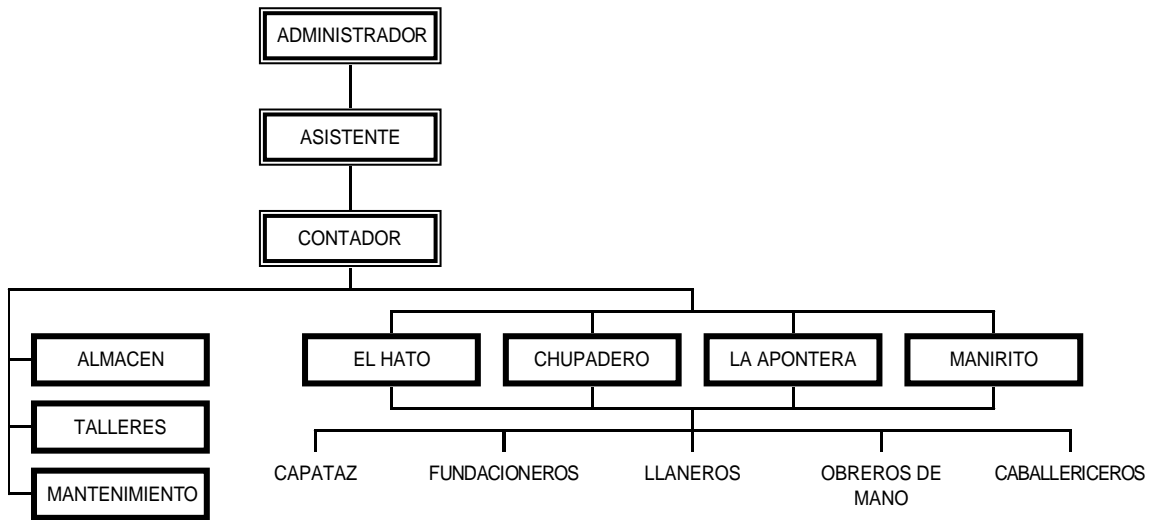 ADMINISTRADOR
ASISTENTE
CONTADOR
ALMACEN
TALLERES
MANTENIMIENTO
EL HATO
CHUPADERO
LA APONTERA
MANIRITO
CAPATAZ
FUNDACIONEROS
LLANEROS
OBREROS DE
MANO
CABALLERICEROS